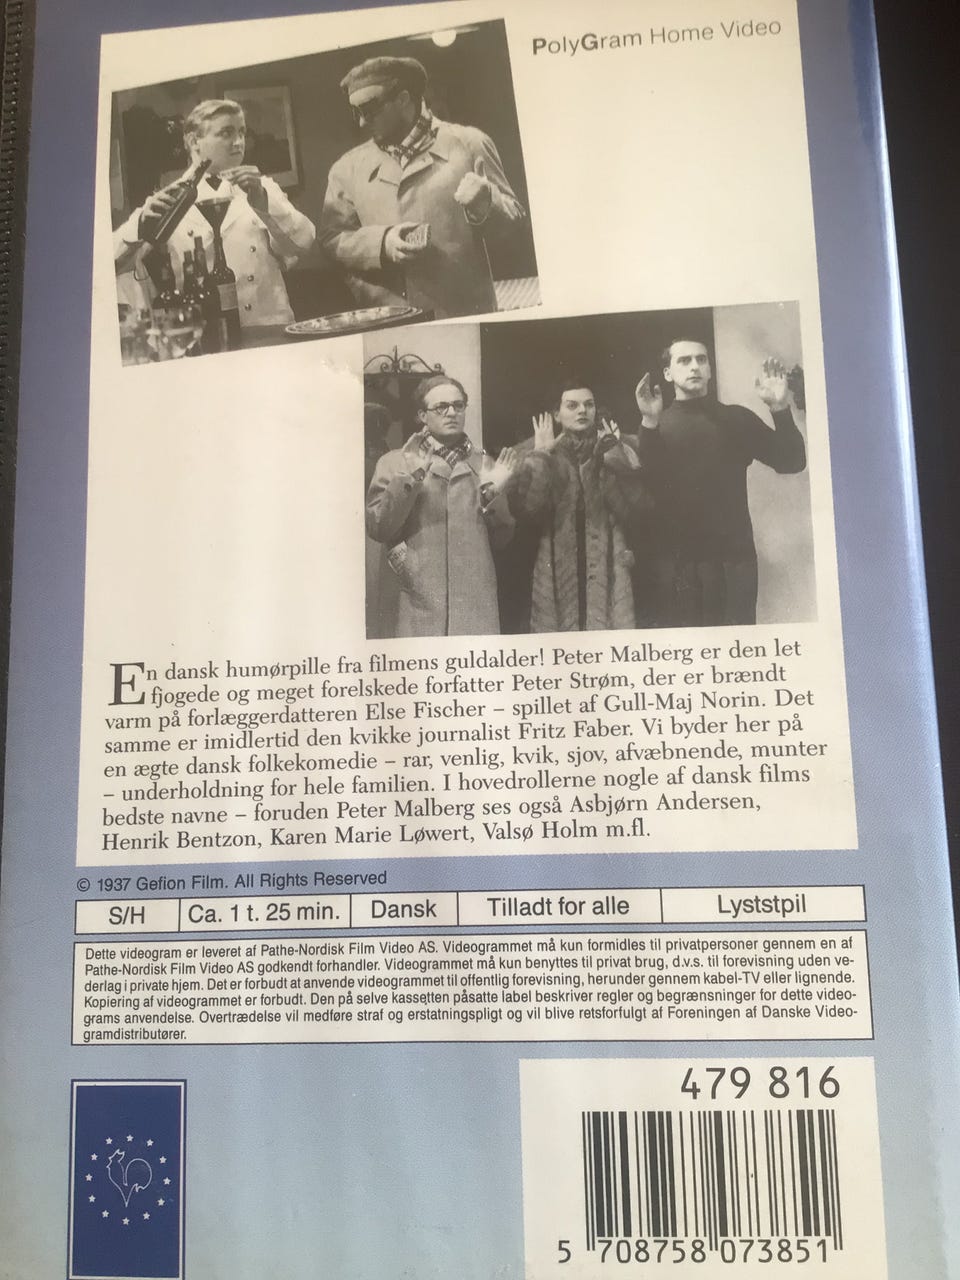 PolyGram Home Video
En dansk humørpille fra filmens guldalder! Peter Malberg er den let
fjogede og meget forelskede forfatter Peter Strøm, der er brændt
varm på forlæggerdatteren Else Fischer – spillet af Gull-Maj Norin. Det
samme er imidlertid den kvikke journalist Fritz Faber. Vi byder her på
en ægte dansk folkekomedie – rar, venlig, kvik, sjov, afvæbnende, munter
– underholdning for hele familien. I hovedrollerne nogle af dansk films
bedste navne – foruden Peter Malberg ses også Asbjørn Andersen,
Henrik Bentzon, Karen Marie Løwert, Valsø Holm m.fl.
© 1937 Gefion Film. All Rights Reserved
S/H Ca. 1 t. 25 min. Dansk Tilladt for alle Lyststpil
Dette videogram er leveret af Pathe-Nordisk Film Video AS. Videogrammet må kun formidles til privatpersoner gennem en af
Pathe-Nordisk Film Video AS godkendt forhandler. Videogrammet må kun benyttes til privat brug, d.v.s. til forevisning uden ve-
derlag i private hjem. Det er forbudt at anvende videogrammet til offentlig forevisning, herunder gennem kabel-TV eller lignende.
Kopiering af videogrammet er forbudt. Den på selve kassetten påsatte label beskriver regler og begrænsninger for dette video-
grams anvendelse. Overtrædelse vil medføre straf og erstatningspligt og vil blive retsforfulgt af Foreningen af Danske Video-
gramdistributører.
479 816
5 708758 073851